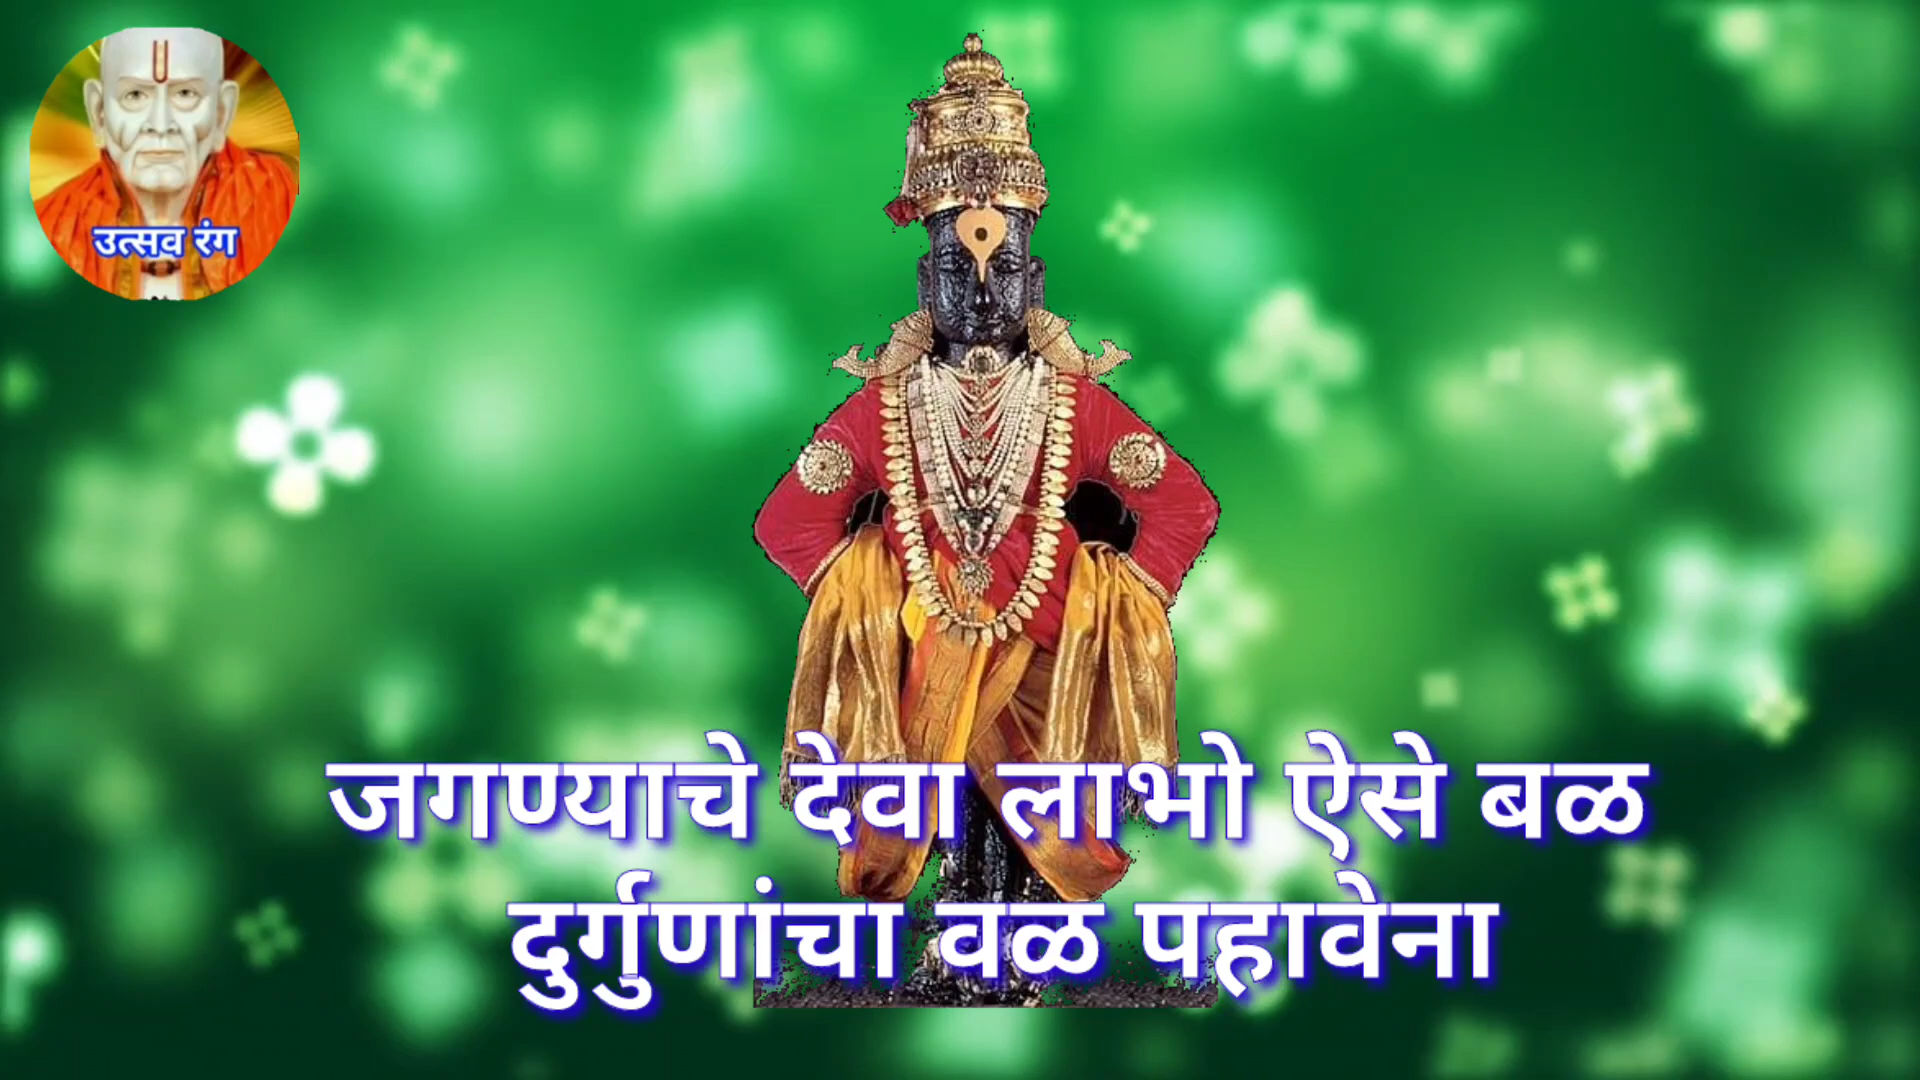 उत्सव रंग
जगण्याचे देवा लाभो ऐसे बळ
दुर्गुणांचा वळ पहावेना